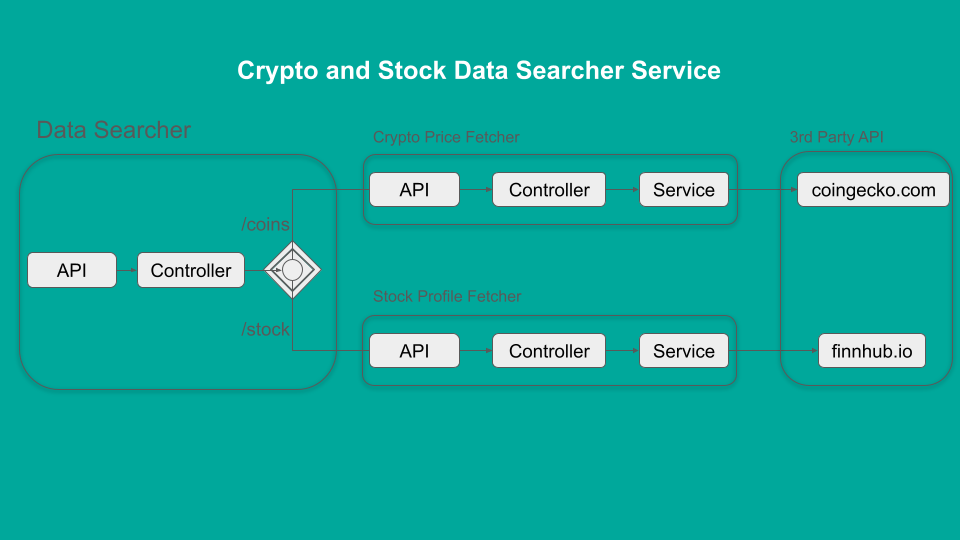 Crypto and Stock Data Searcher Service
Data Searcher
Crypto Price Fetcher
3rd Party API
API
Controller
Service
coingecko.com
/coins
API
Controller
Stock Profile Fetcher
/stock
API
Controller
Service
finnhub.io